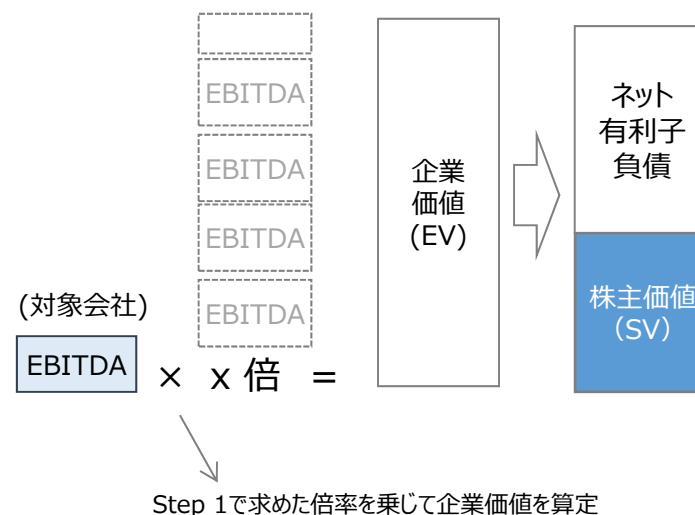 EBITDA
EBITDA
EBITDA
EBITDA
(対象会社)
EBITDA
× x 倍 =
企業
価値
(EV)
ネット
有利子
負債
株主価値
(SV)
Step 1で求めた倍率を乗じて企業価値を算定